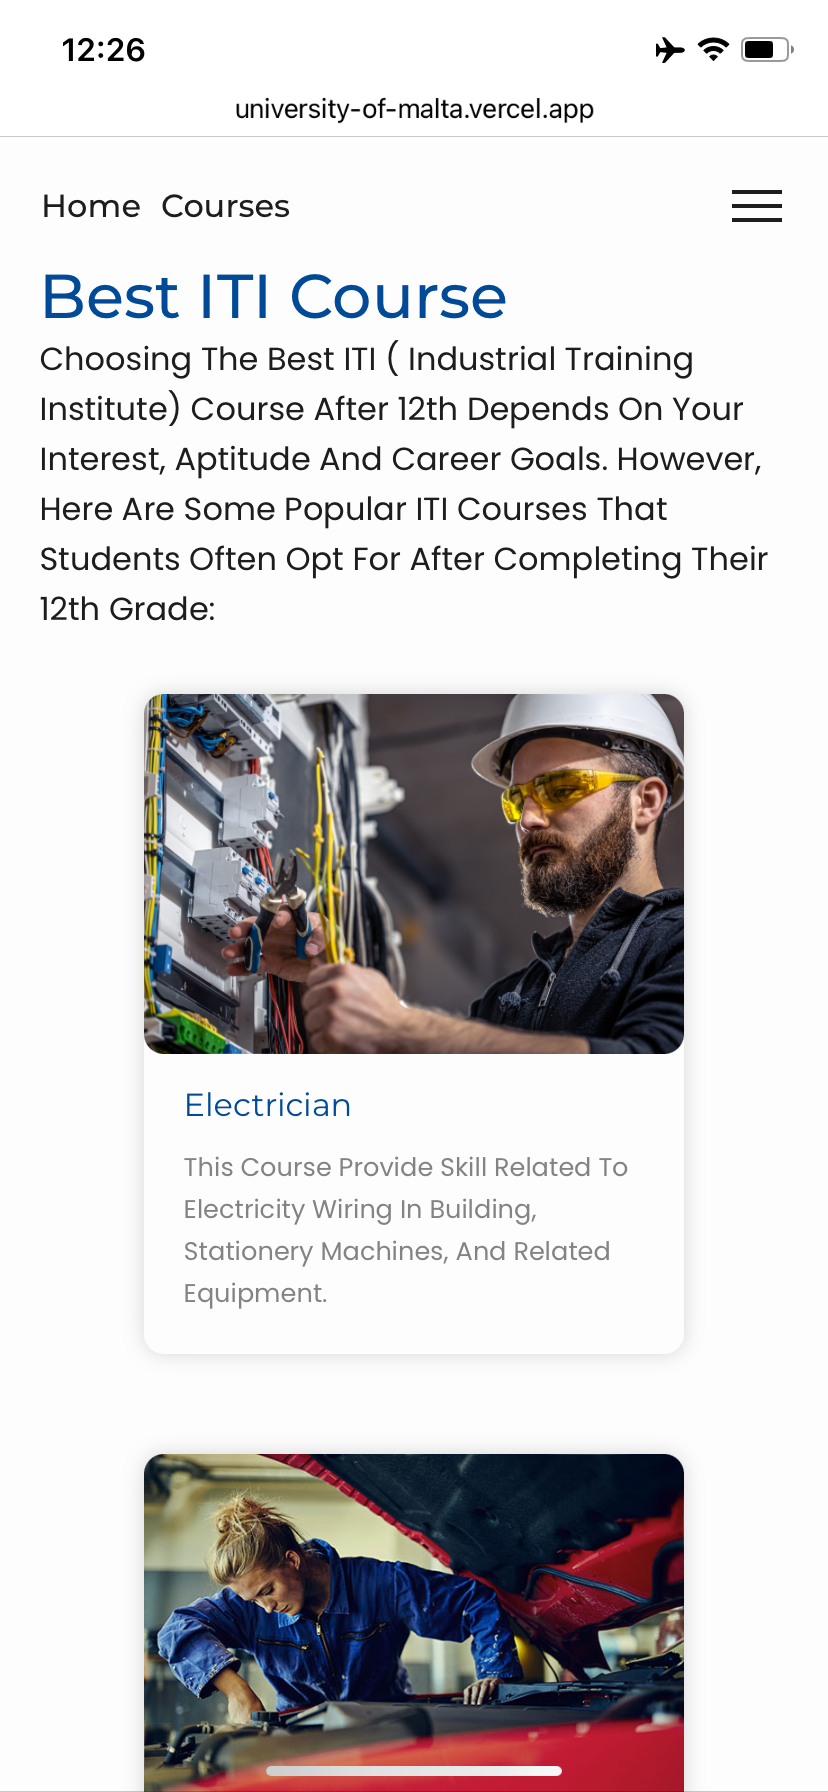 12:26
university-of-malta.vercel.app
Home Courses
Best ITI Course
Choosing The Best ITI ( Industrial Training
Institute) Course After 12th Depends On Your
Interest, Aptitude And Career Goals. However,
Here Are Some Popular ITI Courses That
Students Often Opt For After Completing Their
12th Grade:
Electrician
This Course Provide Skill Related To
Electricity Wiring In Building,
Stationery Machines, And Related
Equipment.